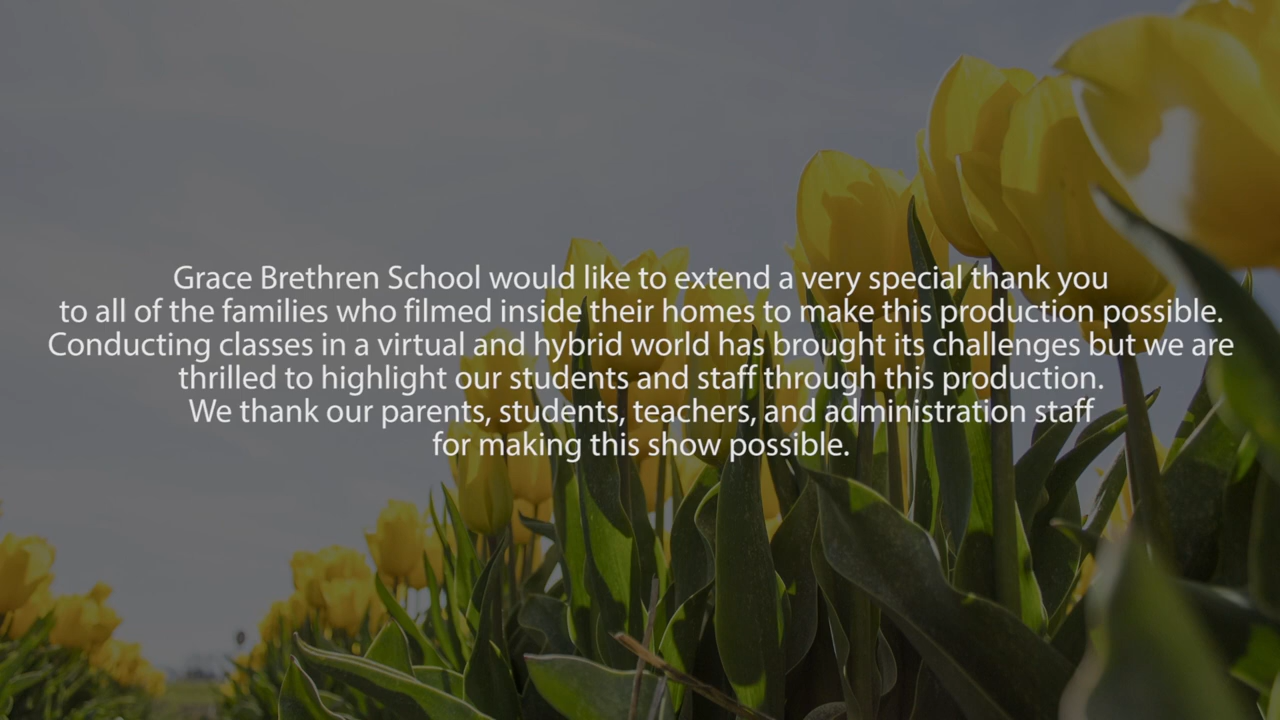 Grace Brethren School would like to extend a very special thank you
to all of the families who filmed inside their homes to make this production possible.
Conducting classes in a virtual and hybrid world has brought its challenges but we are
thrilled to highlight our students and staff through this production.
We thank our parents, students, teachers, and administration staff
for making this show possible.